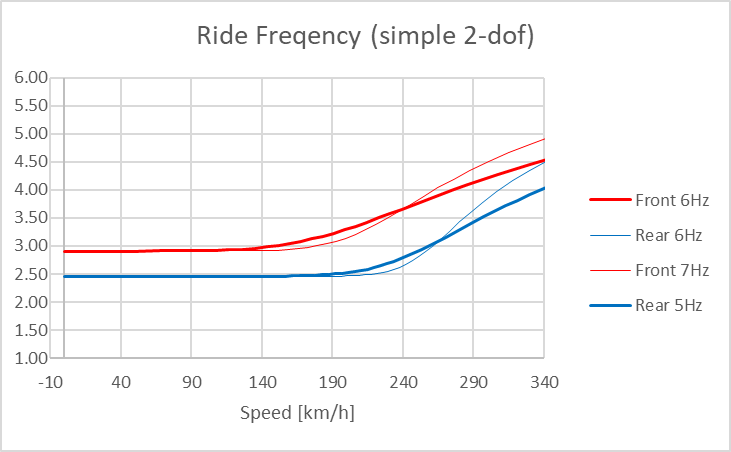 Ride Freqency (simple 2-dof)
6.00
5.50
5.00
4.50
4.00
3.50
3.00
2.50
2.00
1.50
1.00
-10 40 90 140 190 240 290 340
Speed [km/h]
Front 6Hz
Rear 6Hz
Front 7Hz
Rear 5Hz